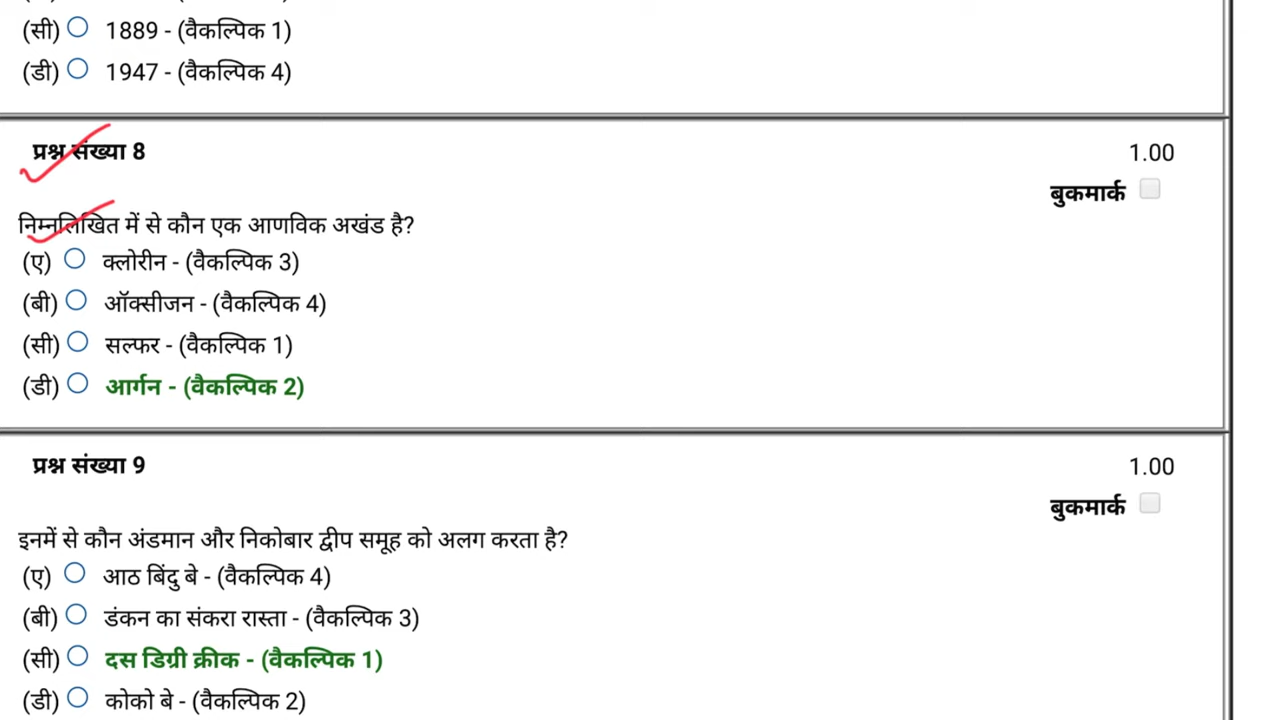 (सी) 1889 - (वैकल्पिक 1)
(डी) 1947 - (वैकल्पिक 4)
प्रश्न संख्या 8 1.00
बुकमार्क
निम्नलिखित में से कौन एक आणविक अखंड है?
(ए) क्लोरीन - (वैकल्पिक 3)
(बी) ऑक्सीजन - (वैकल्पिक 4)
(सी) सल्फर - (वैकल्पिक 1)
(डी) आर्गन - (वैकल्पिक 2)
प्रश्न संख्या 9 1.00
बुकमार्क
इनमें से कौन अंडमान और निकोबार द्वीप समूह को अलग करता है?
(ए) आठ बिंदु बे - (वैकल्पिक 4)
(बी) डंकन का संकरा रास्ता - (वैकल्पिक 3)
(सी) दस डिग्री क्रीक - (वैकल्पिक 1)
(डी) कोको बे - (वैकल्पिक 2)